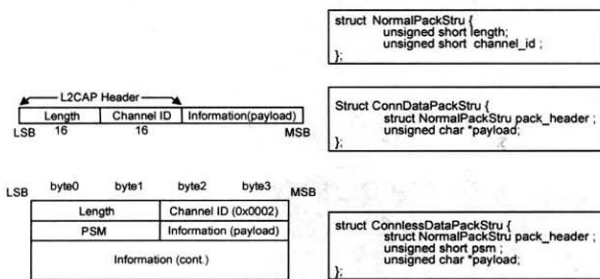 struct NormalPackStru {
unsigned short length;
unsigned short channel_id ;
};
L2CAP Header
Length Channel ID Information(payload)
LSB 16 16 MSB
Struct ConnDataPackStru {
struct NormalPackStru pack_header ;
unsigned char *payload;
};
LSB byte0 byte1 byte2 byte3 MSB
Length Channel ID (0x0002)
PSM Information (payload)
Information (cont.)
struct ConnlessDataPackStru {
struct NormalPackStru pack_header ;
unsigned short psm ;
unsigned char *payload;
};